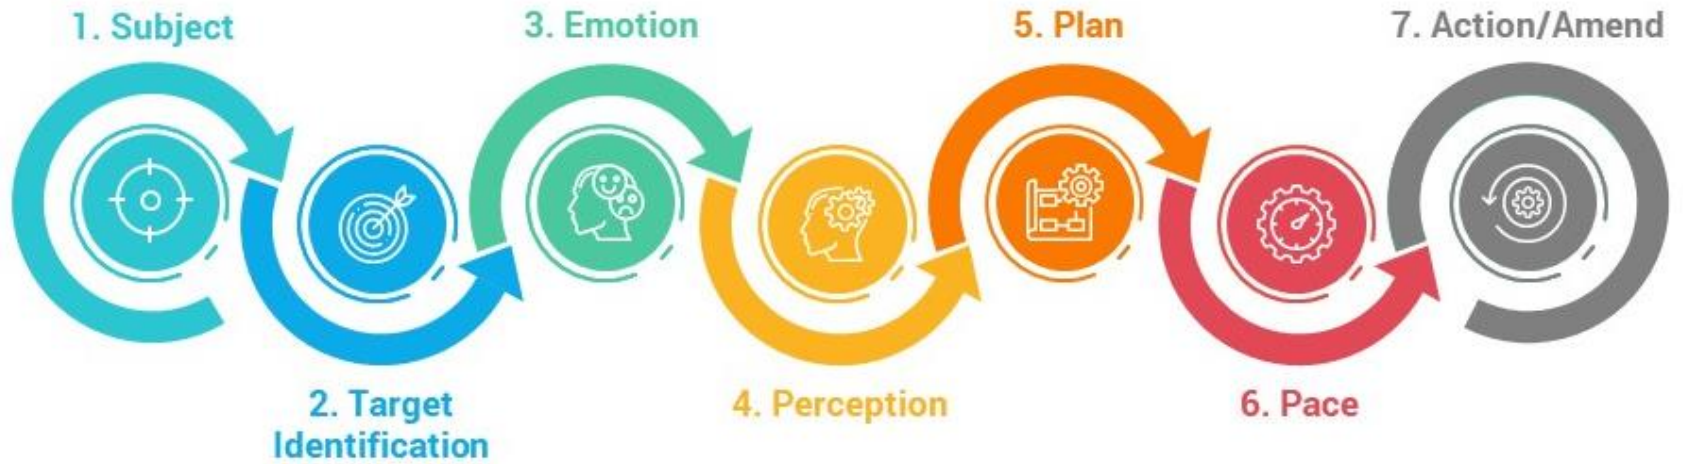 1. Subject
2. Target
Identification
3. Emotion
4. Perception
5. Plan
6. Pace
7. Action/Amend